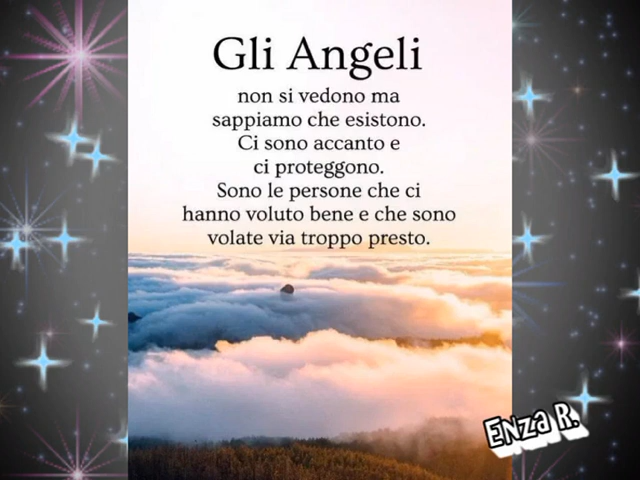 Gli Angeli
non si vedono ma
sappiamo che esistono.
Ci sono accanto e
ci proteggono.
Sono le persone che ci
hanno voluto bene e che sono
volate via troppo presto.
ENza R.